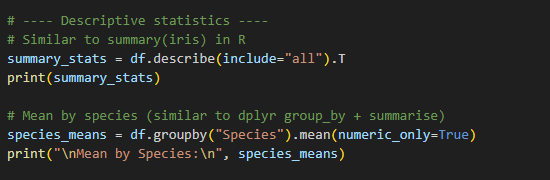 # ---- Descriptive statistics ----
# Similar to summary(iris) in R
summary_stats = df.describe(include="all").T
print(summary_stats)

# Mean by species (similar to dplyr group_by + summarise)
species_means = df.groupby("Species").mean(numeric_only=True)
print("\nMean by Species:\n", species_means)